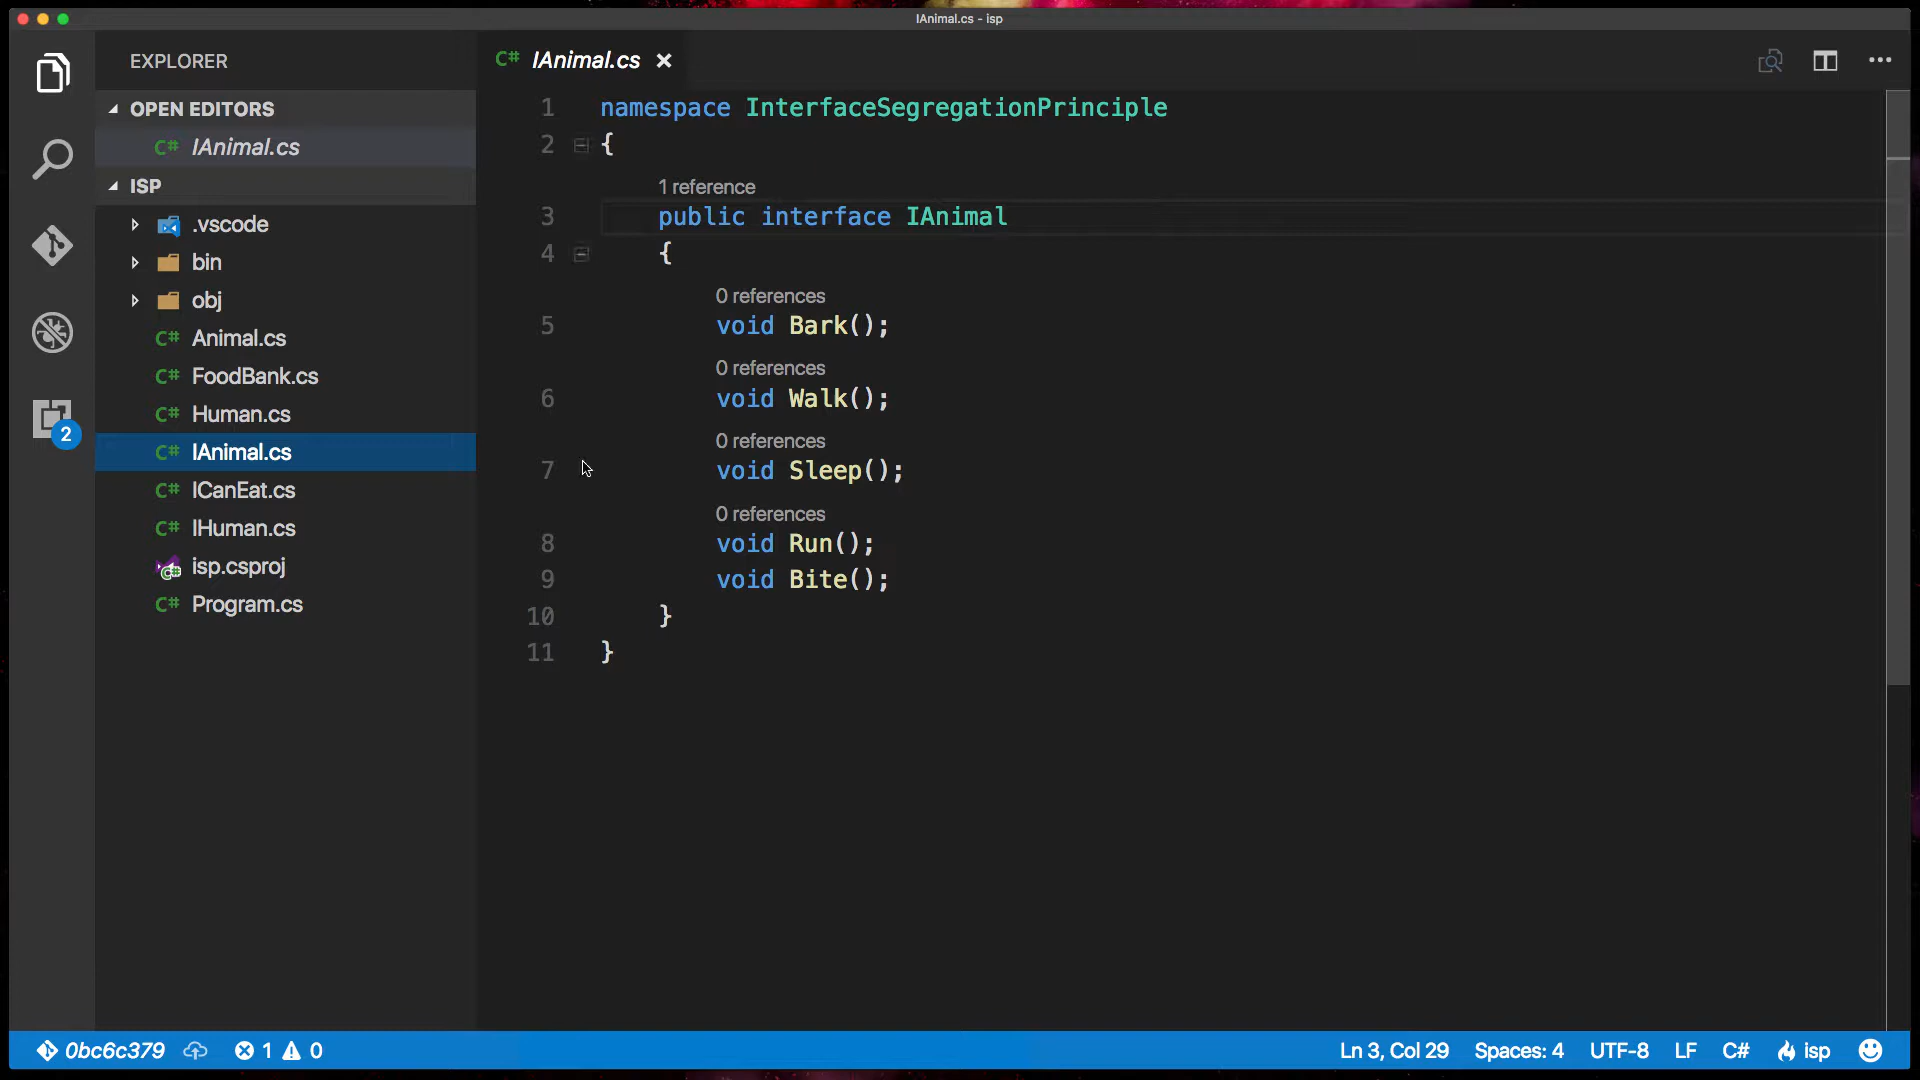 IAnimal.cs - isp
EXPLORER
OPEN EDITORS
C# IAnimal.cs
ISP
.vscode
bin
obj
C# Animal.cs
C# FoodBank.cs
C# Human.cs
C# IAnimal.cs
C# ICanEat.cs
C# IHuman.cs
isp.csproj
C# Program.cs
2
C# IAnimal.cs
1 namespace InterfaceSegregationPrinciple
2 {
1 reference
3 public interface IAnimal
4 {
0 references
5 void Bark();
0 references
6 void Walk();
0 references
7 void Sleep();
0 references
8 void Run();
9 void Bite();
10 }
11 }
0bc6c379 1 0 Ln 3, Col 29 Spaces: 4 UTF-8 LF C# isp